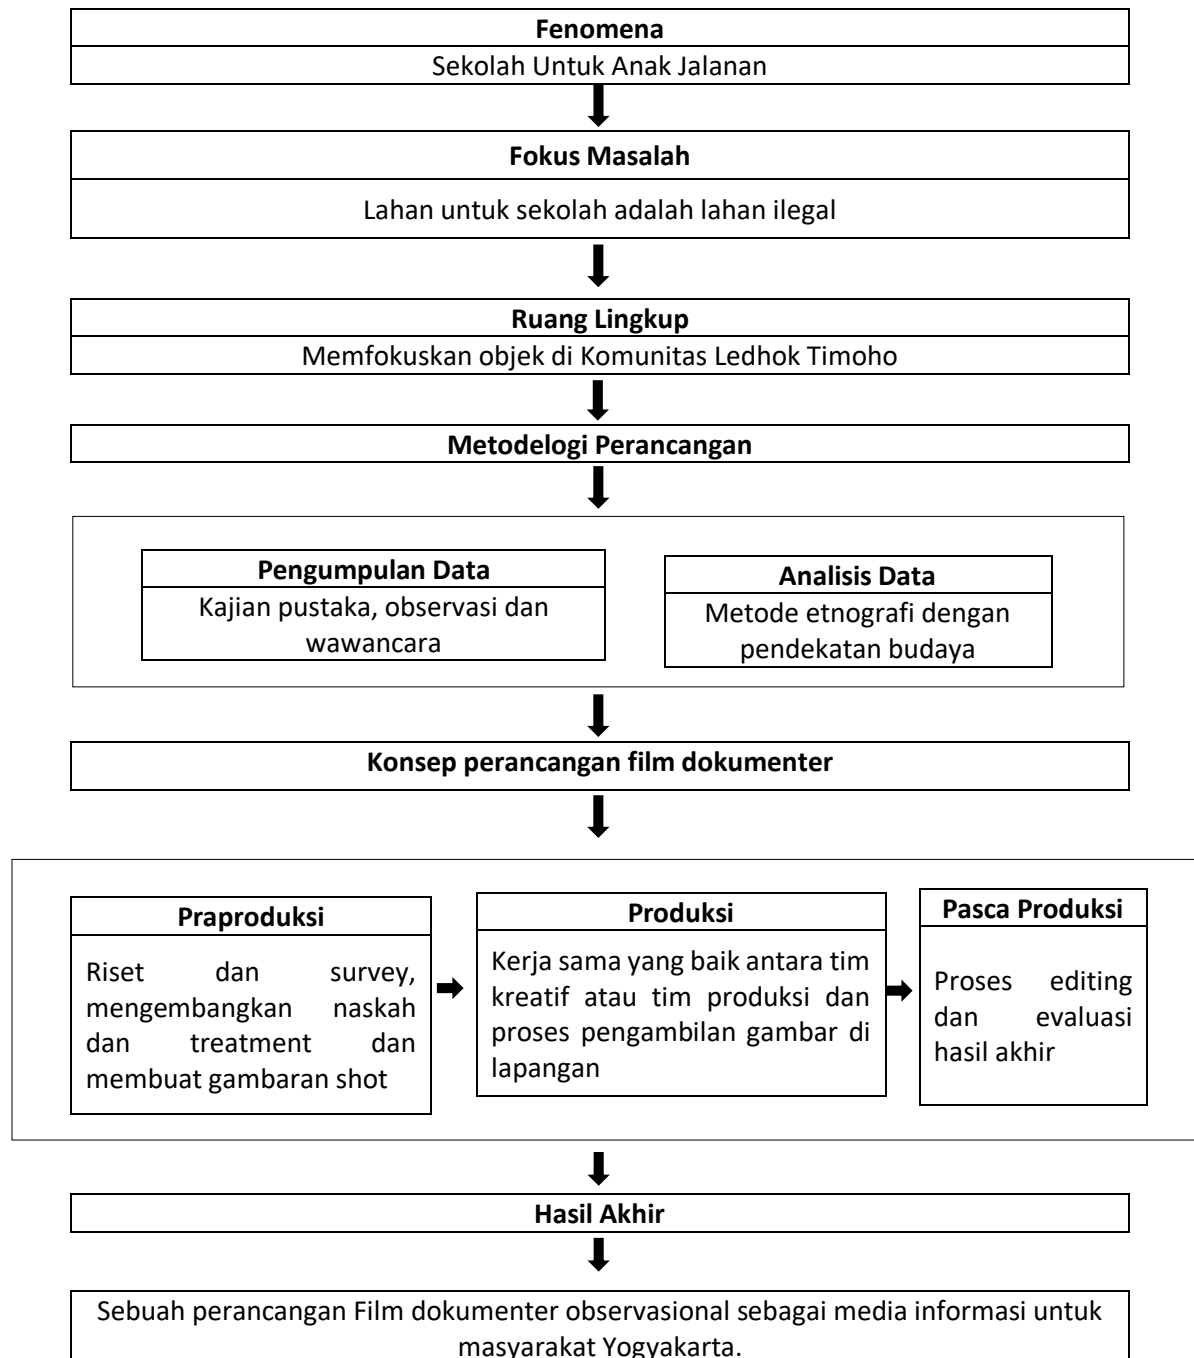 Fenomena
Sekolah Untuk Anak Jalanan
Fokus Masalah
Lahan untuk sekolah adalah lahan ilegal
Ruang Lingkup
Memfokuskan objek di Komunitas Ledhok Timoho
Metodelogi Perancangan
Pengumpulan Data
Kajian pustaka, observasi dan
wawancara
Analisis Data
Metode etnografi dengan
pendekatan budaya
Konsep perancangan film dokumenter
Praproduksi
Riset dan survey,
mengembangkan naskah
dan treatment dan
membuat gambaran shot
Produksi
Kerja sama yang baik antara tim
kreatif atau tim produksi dan
proses pengambilan gambar di
lapangan
Pasca Produksi
Proses editing
dan evaluasi
hasil akhir
Hasil Akhir
Sebuah perancangan Film dokumenter observasional sebagai media informasi untuk
masyarakat Yogyakarta.